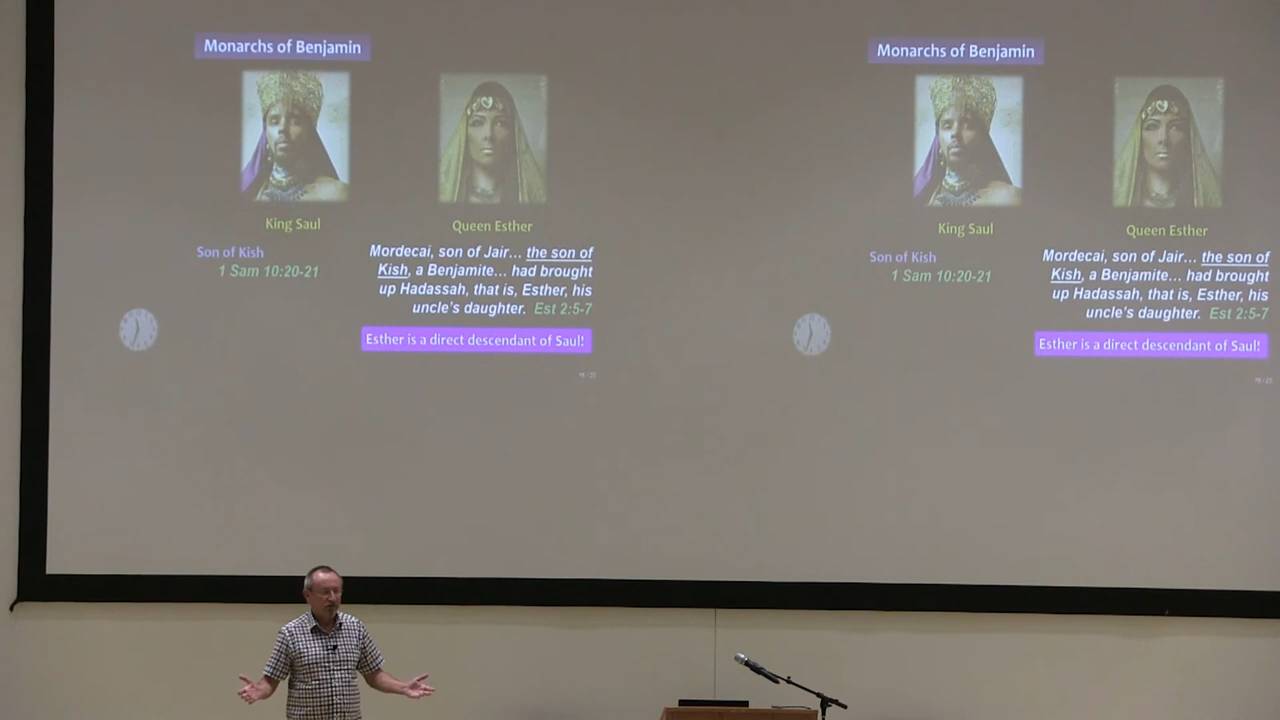 Monarchs of Benjamin
King Saul
Queen Esther
Son of Kish
1 Sam 10:20-21
Mordecai, son of Jair... the son of
Kish, a Benjamite... had brought
up Hadassah, that is, Esther, his
uncle's daughter. Est 2:5-7
Esther is a direct descendant of Saul!
Monarchs of Benjamin
King Saul
Queen Esther
Son of Kish
1 Sam 10:20-21
Mordecai, son of Jair... the son of
Kish, a Benjamite... had brought
up Hadassah, that is, Esther, his
uncle's daughter. Est 2:5-7
Esther is a direct descendant of Saul!